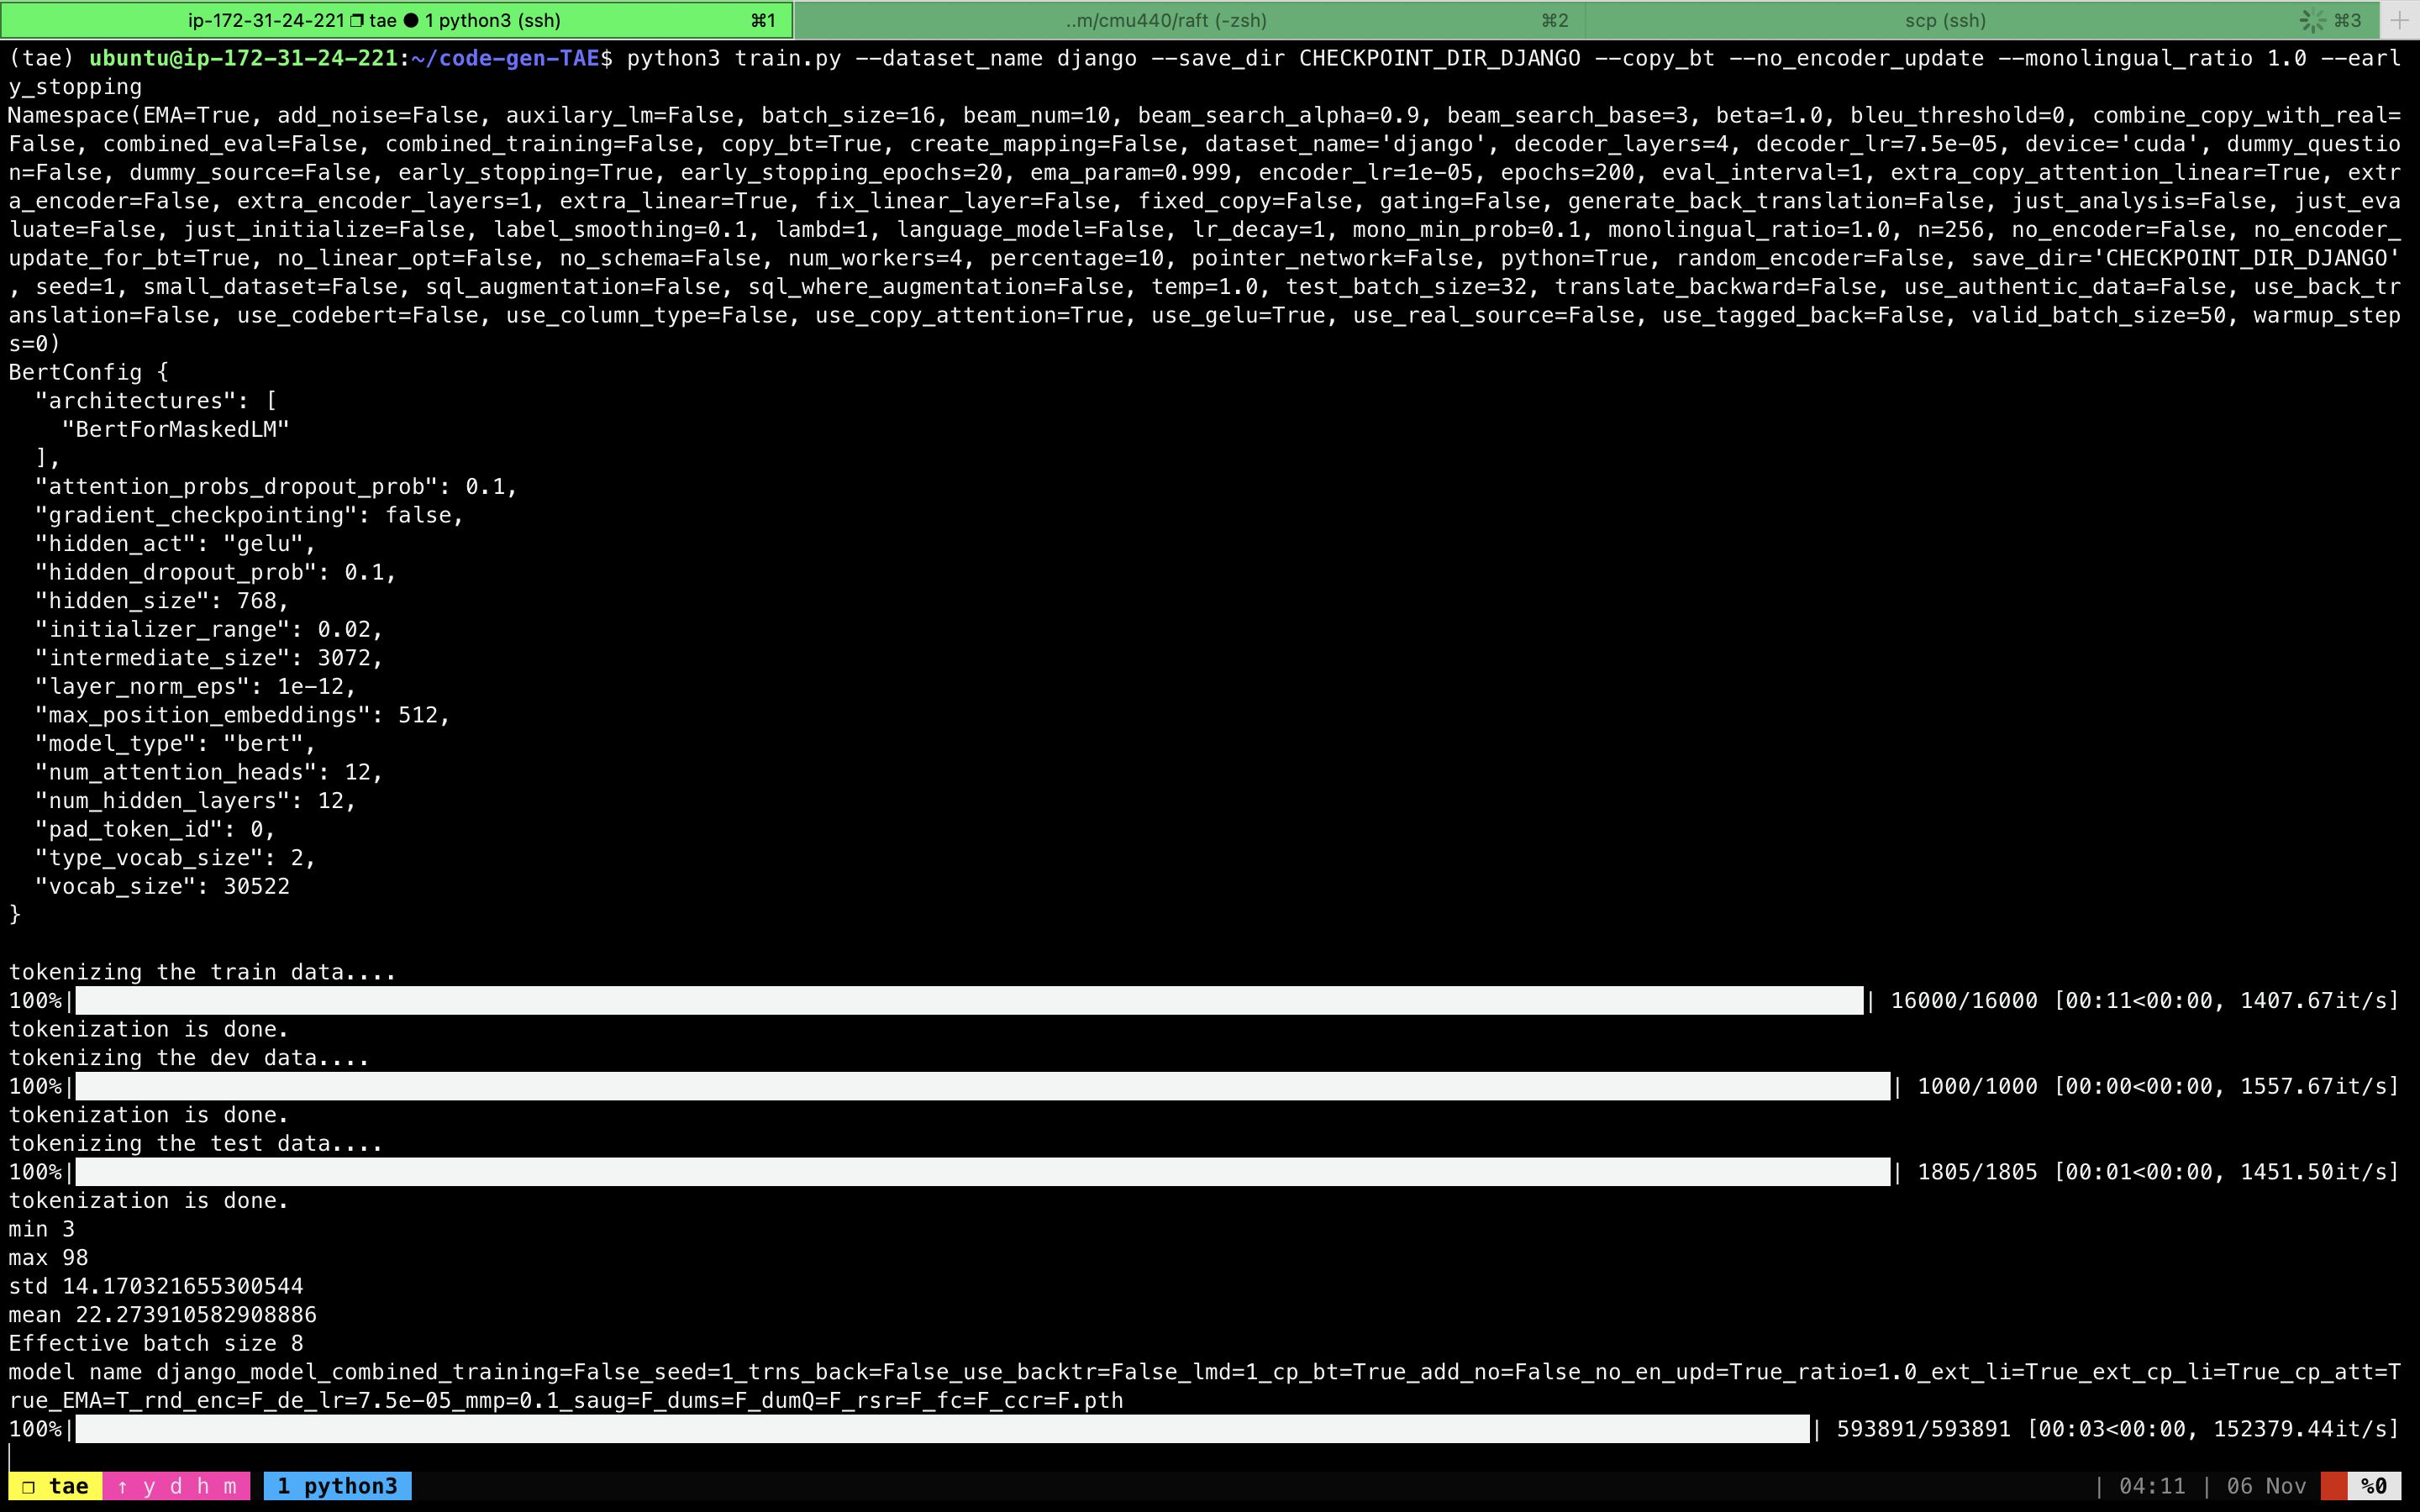 ip-172-31-24-221 ❐ tae ● 1 python3 (ssh) ⌘1 ..m/cmu440/raft (-zsh) ⌘2 scp (ssh) ⌘3 +
(tae) ubuntu@ip-172-31-24-221:~/code-gen-TAE$ python3 train.py --dataset_name django --save_dir CHECKPOINT_DIR_DJANGO --copy_bt --no_encoder_update --monolingual_ratio 1.0 --earl
y_stopping
Namespace(EMA=True, add_noise=False, auxilary_lm=False, batch_size=16, beam_num=10, beam_search_alpha=0.9, beam_search_base=3, beta=1.0, bleu_threshold=0, combine_copy_with_real=
False, combined_eval=False, combined_training=False, copy_bt=True, create_mapping=False, dataset_name='django', decoder_layers=4, decoder_lr=7.5e-05, device='cuda', dummy_questio
n=False, dummy_source=False, early_stopping=True, early_stopping_epochs=20, ema_param=0.999, encoder_lr=1e-05, epochs=200, eval_interval=1, extra_copy_attention_linear=True, extr
a_encoder=False, extra_encoder_layers=1, extra_linear=True, fix_linear_layer=False, fixed_copy=False, gating=False, generate_back_translation=False, just_analysis=False, just_eva
luate=False, just_initialize=False, label_smoothing=0.1, lambd=1, language_model=False, lr_decay=1, mono_min_prob=0.1, monolingual_ratio=1.0, n=256, no_encoder=False, no_encoder_
update_for_bt=True, no_linear_opt=False, no_schema=False, num_workers=4, percentage=10, pointer_network=False, python=True, random_encoder=False, save_dir='CHECKPOINT_DIR_DJANGO'
, seed=1, small_dataset=False, sql_augmentation=False, sql_where_augmentation=False, temp=1.0, test_batch_size=32, translate_backward=False, use_authentic_data=False, use_back_tr
anslation=False, use_codebert=False, use_column_type=False, use_copy_attention=True, use_gelu=True, use_real_source=False, use_tagged_back=False, valid_batch_size=50, warmup_step
s=0)
BertConfig {
  "architectures": [
    "BertForMaskedLM"
  ],
  "attention_probs_dropout_prob": 0.1,
  "gradient_checkpointing": false,
  "hidden_act": "gelu",
  "hidden_dropout_prob": 0.1,
  "hidden_size": 768,
  "initializer_range": 0.02,
  "intermediate_size": 3072,
  "layer_norm_eps": 1e-12,
  "max_position_embeddings": 512,
  "model_type": "bert",
  "num_attention_heads": 12,
  "num_hidden_layers": 12,
  "pad_token_id": 0,
  "type_vocab_size": 2,
  "vocab_size": 30522
}
tokenizing the train data....
100%| | 16000/16000 [00:11<00:00, 1407.67it/s]
tokenization is done.
tokenizing the dev data....
100%| | 1000/1000 [00:00<00:00, 1557.67it/s]
tokenization is done.
tokenizing the test data....
100%| | 1805/1805 [00:01<00:00, 1451.50it/s]
tokenization is done.
min 3
max 98
std 14.170321655300544
mean 22.273910582908886
Effective batch size 8
model name django_model_combined_training=False_seed=1_trns_back=False_use_backtr=False_lmd=1_cp_bt=True_add_no=False_no_en_upd=True_ratio=1.0_ext_li=True_ext_cp_li=True_cp_att=T
rue_EMA=T_rnd_enc=F_de_lr=7.5e-05_mmp=0.1_saug=F_dums=F_dumQ=F_rsr=F_fc=F_ccr=F.pth
100%| | 593891/593891 [00:03<00:00, 152379.44it/s]
❐ tae ↑ y d h m 1 python3 | 04:11 | 06 Nov %0